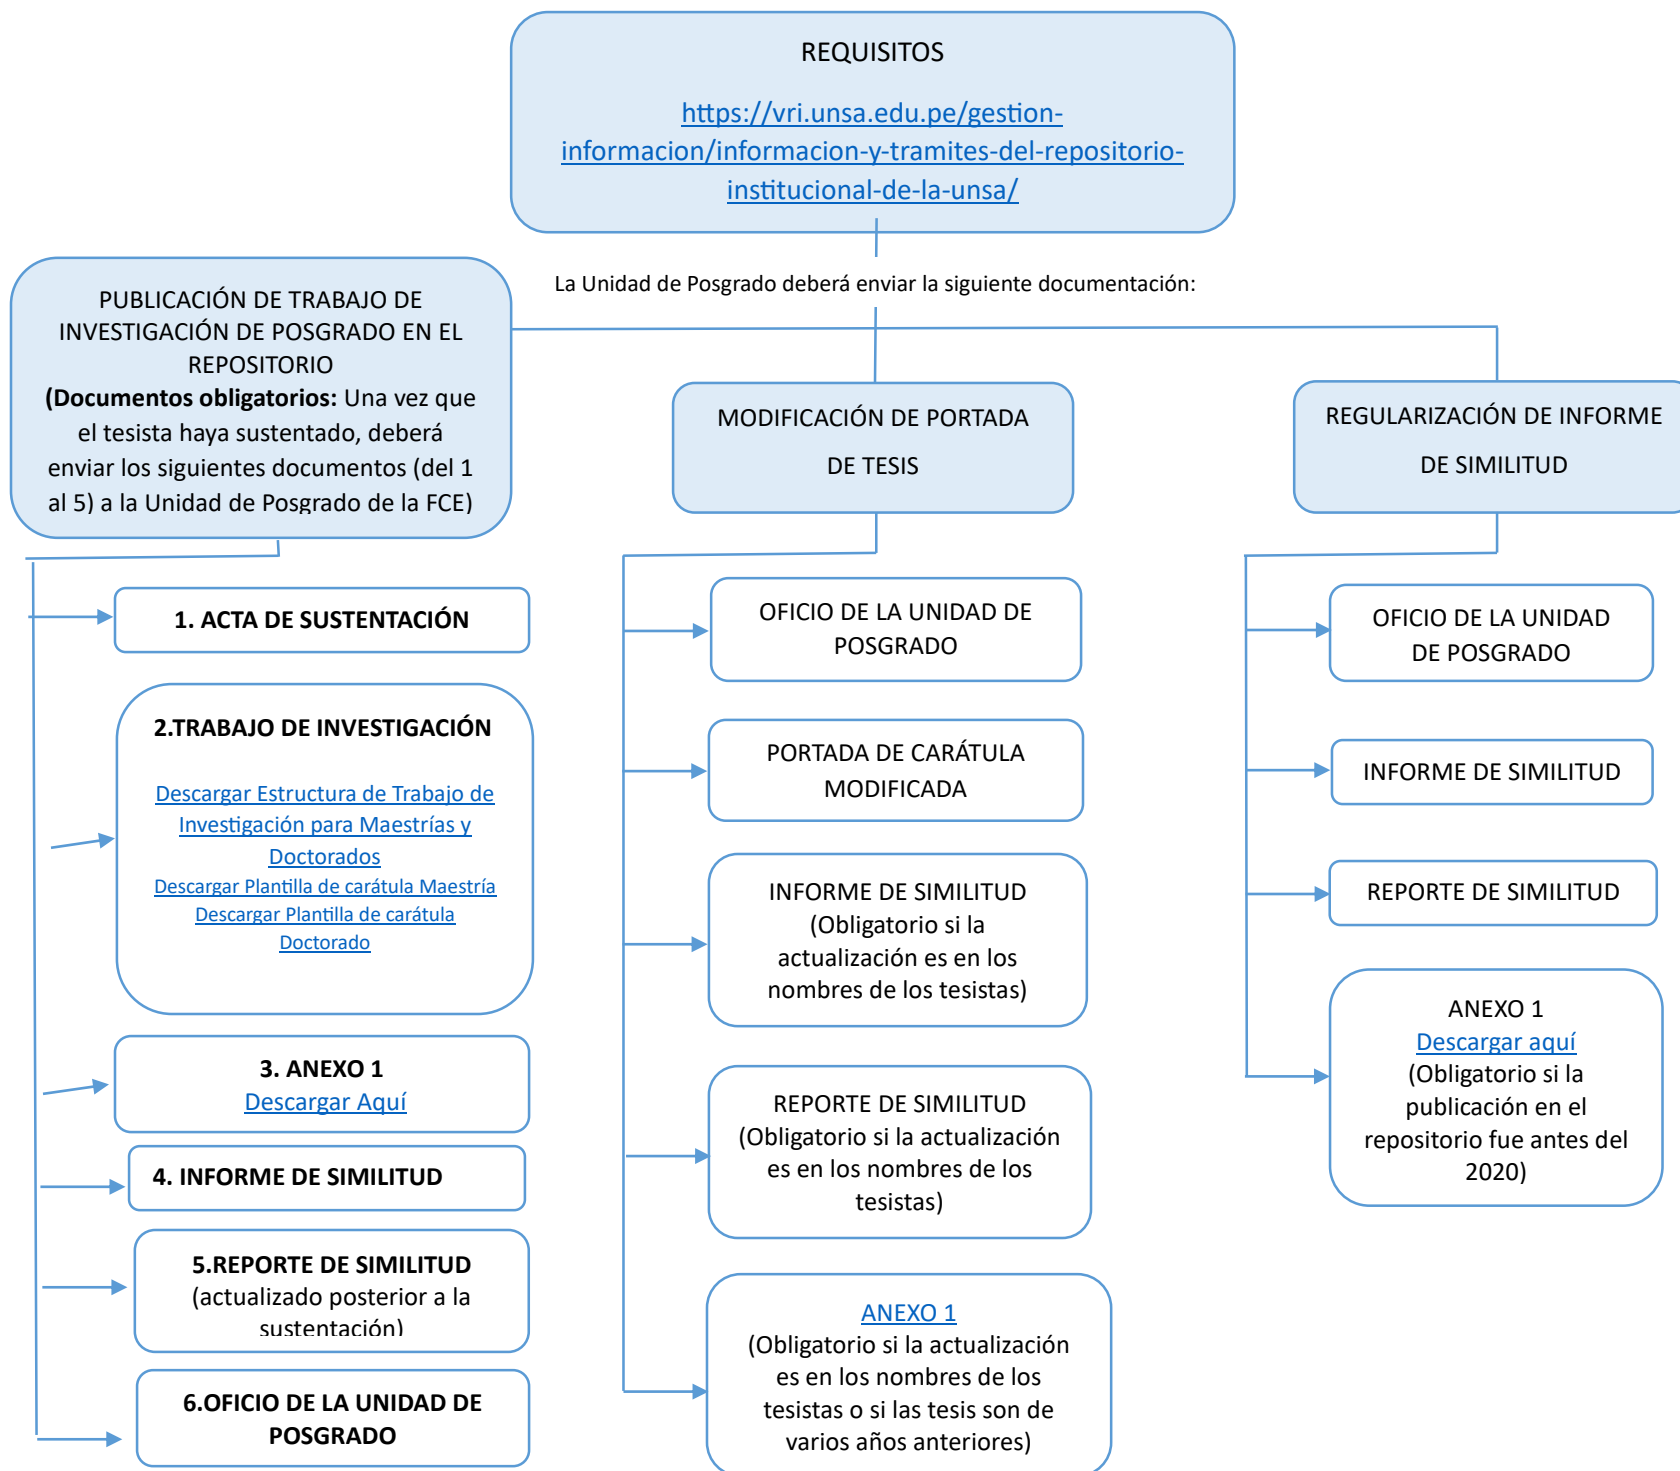 REQUISITOS
https://vri.unsa.edu.pe/gestion-
informacion/informacion-y-tramites-del-repositorio-
institucional-de-la-unsa/
La Unidad de Posgrado deberá enviar la siguiente documentación:
PUBLICACIÓN DE TRABAJO DE
INVESTIGACIÓN DE POSGRADO EN EL
REPOSITORIO
(Documentos obligatorios: Una vez que
el tesista haya sustentado, deberá
enviar los siguientes documentos (del 1
al 5) a la Unidad de Posgrado de la FCE)
1. ACTA DE SUSTENTACIÓN
2.TRABAJO DE INVESTIGACIÓN
Descargar Estructura de Trabajo de
Investigación para Maestrías y
Doctorados
Descargar Plantilla de carátula Maestría
Descargar Plantilla de carátula
Doctorado
3. ANEXO 1
Descargar Aquí
4. INFORME DE SIMILITUD
5.REPORTE DE SIMILITUD
(actualizado posterior a la
sustentación)
6.OFICIO DE LA UNIDAD DE
POSGRADO
MODIFICACIÓN DE PORTADA
DE TESIS
OFICIO DE LA UNIDAD DE
POSGRADO
PORTADA DE CARÁTULA
MODIFICADA
INFORME DE SIMILITUD
(Obligatorio si la
actualización es en los
nombres de los tesistas)
REPORTE DE SIMILITUD
(Obligatorio si la actualización
es en los nombres de los
tesistas)
ANEXO 1
(Obligatorio si la actualización
es en los nombres de los
tesistas o si las tesis son de
varios años anteriores)
REGULARIZACIÓN DE INFORME
DE SIMILITUD
OFICIO DE LA UNIDAD
DE POSGRADO
INFORME DE SIMILITUD
REPORTE DE SIMILITUD
ANEXO 1
Descargar aquí
(Obligatorio si la
publicación en el
repositorio fue antes del
2020)